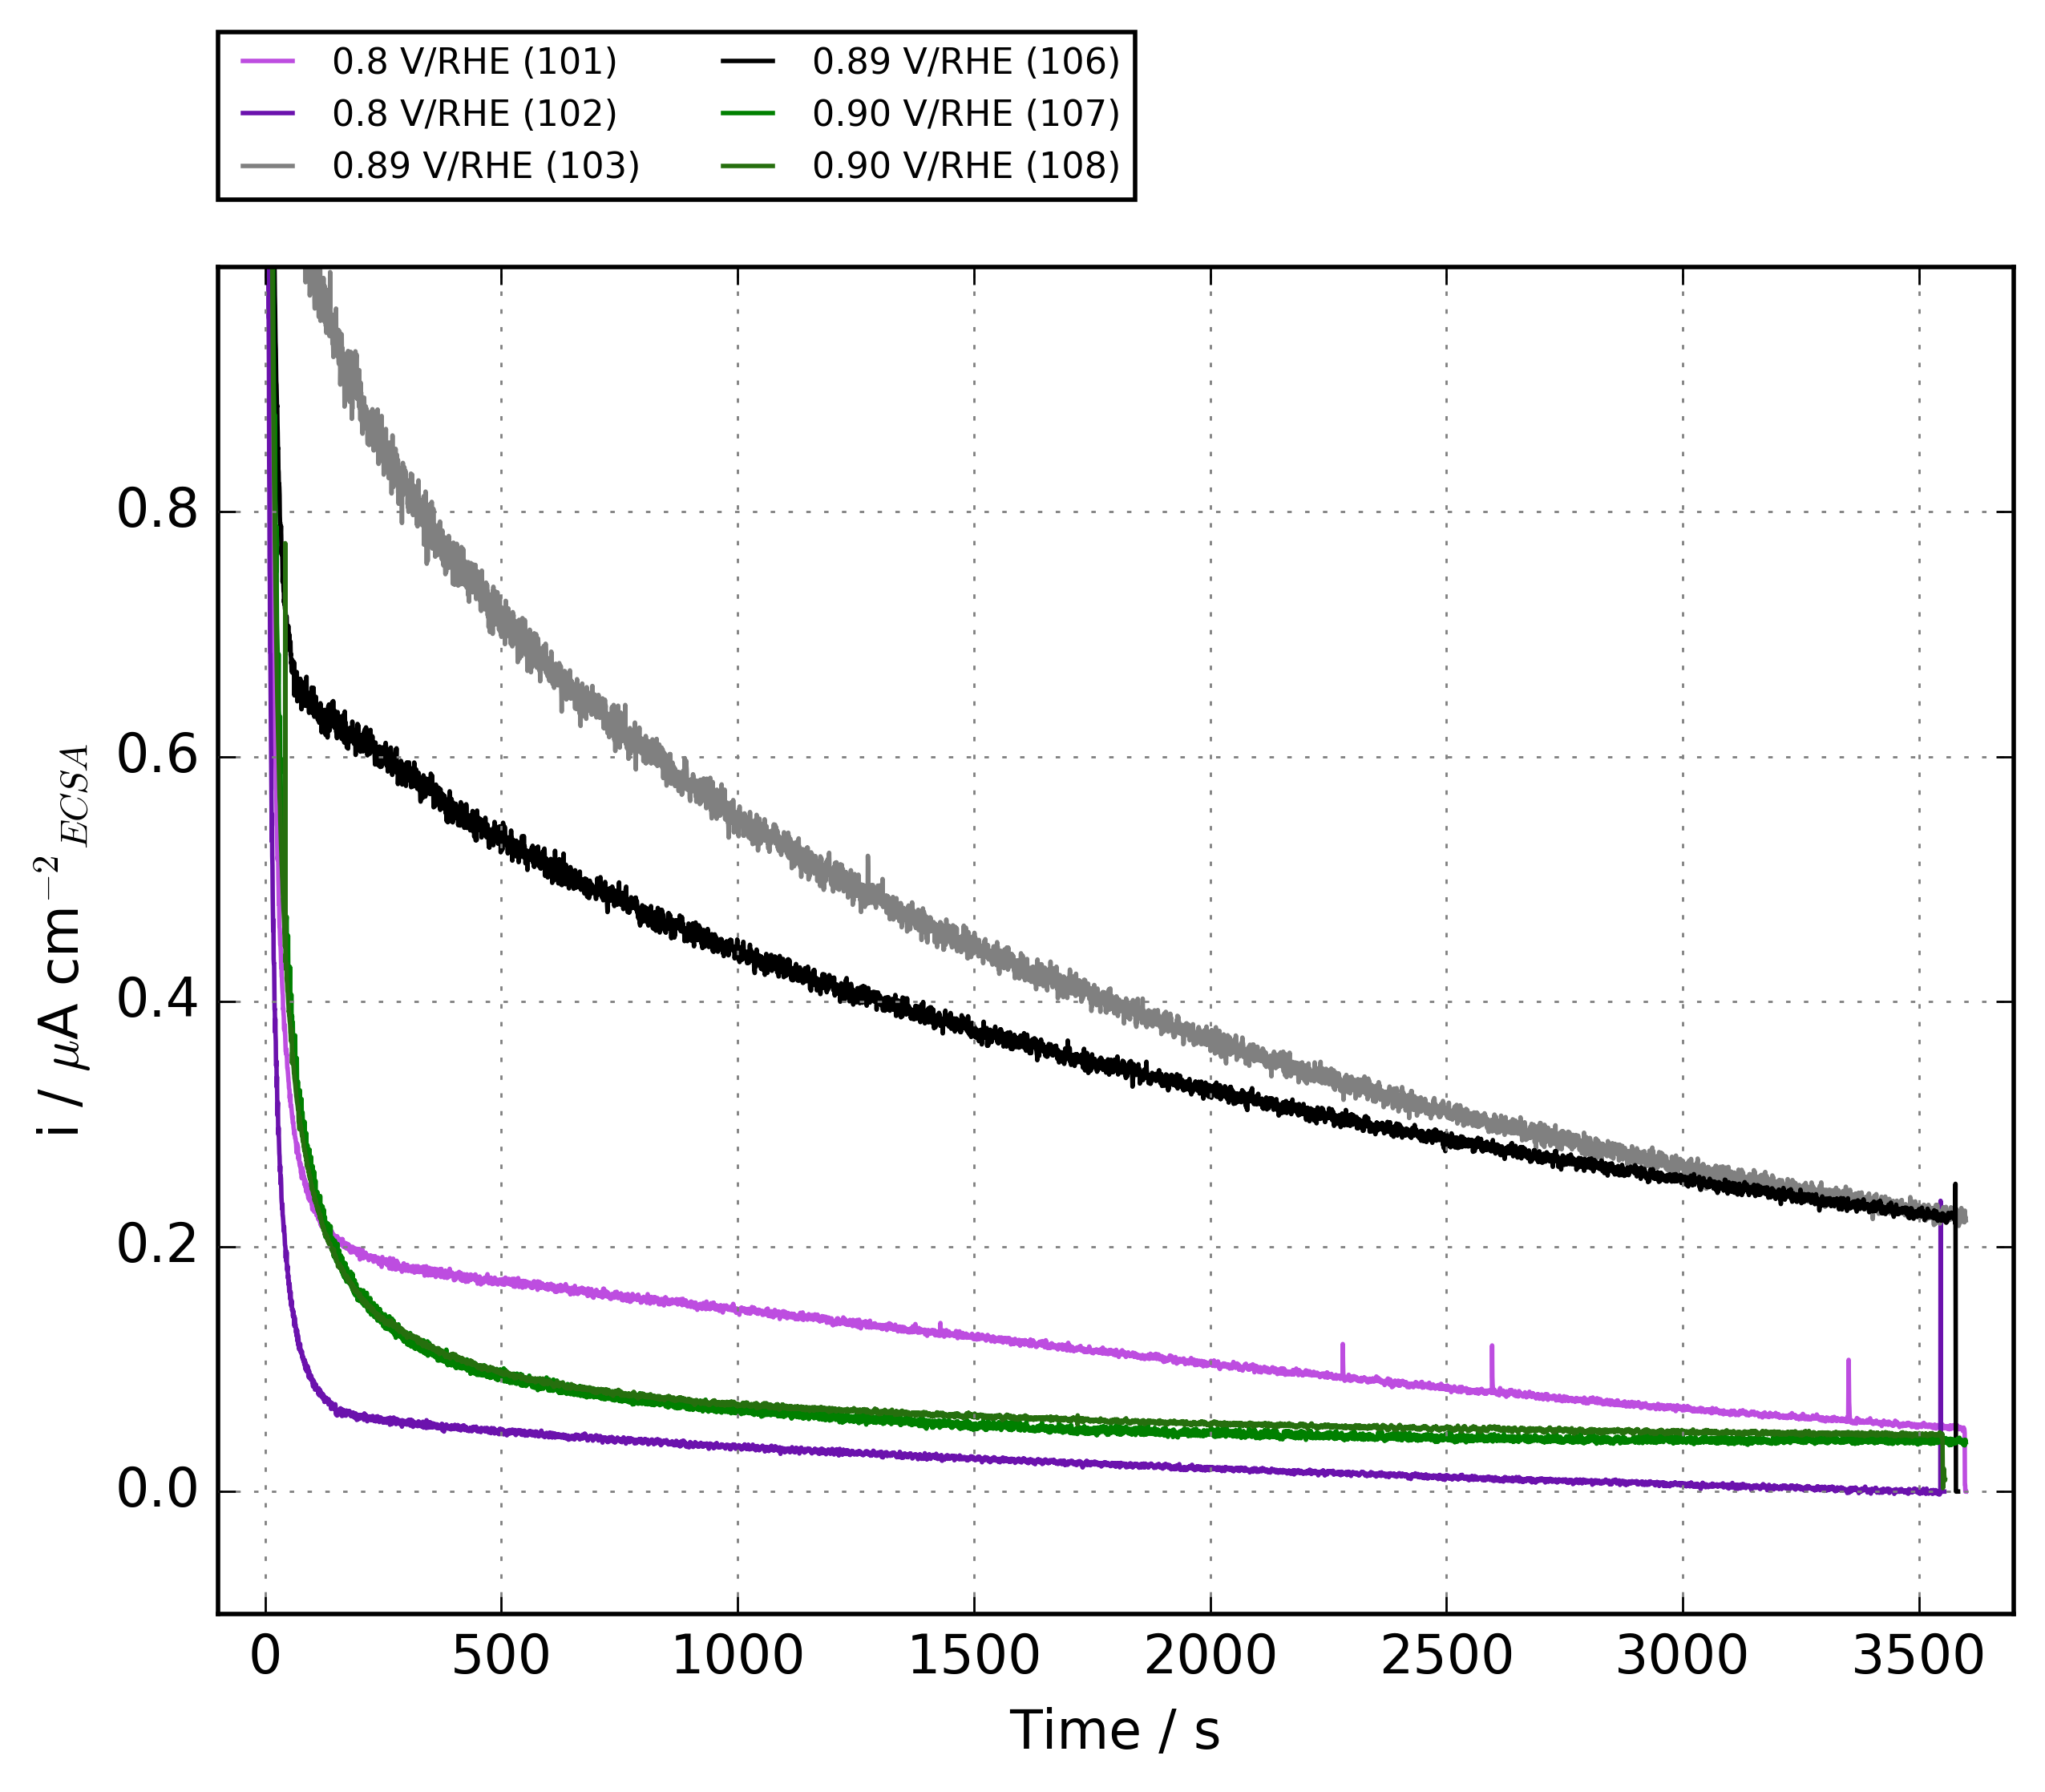 0.8 V/RHE (101)
0.8 V/RHE (102)
0.89 V/RHE (103)
0.89 V/RHE (106)
0.90 V/RHE (107)
0.90 V/RHE (108)
i / μA cm⁻² ECSA
0.8
0.6
0.4
0.2
0.0
0 500 1000 1500 2000 2500 3000 3500
Time / s